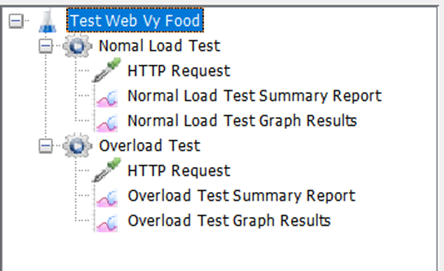 Test Web Vy Food
Nomal Load Test
HTTP Request
Normal Load Test Summary Report
Normal Load Test Graph Results
Overload Test
HTTP Request
Overload Test Summary Report
Overload Test Graph Results